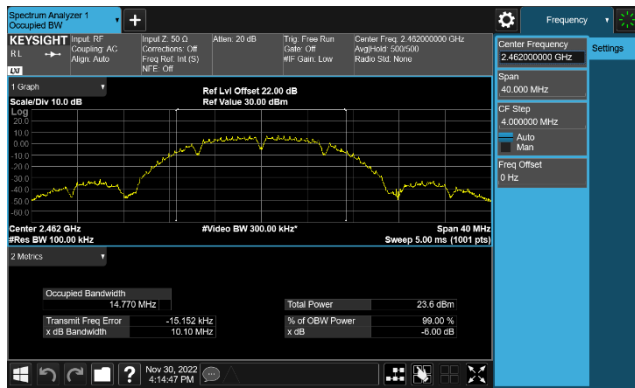 Spectrum Analyzer 1
Occupied BW
Frequency
KEYSIGHT
RL
LXI
Input: RF
Coupling: AC
Align: Auto
Input Z: 50 Ω
Corrections: Off
Freq Ref: Int (S)
NFE: Off
Atten: 20 dB
Trig: Free Run
Gate: Off
#IF Gain: Low
Center Freq: 2.462000000 GHz
Avg|Hold: 500/500
Radio Std: None
Center Frequency
2.462000000 GHz
Settings
Span
40.000 MHz
CF Step
4.000000 MHz
Auto
Man
Freq Offset
0 Hz
1 Graph
Scale/Div 10.0 dB
Ref Lvl Offset 22.00 dB
Ref Value 30.00 dBm
Log
20.0
10.0
0.00
-10.0
-20.0
-30.0
-40.0
-50.0
-60.0
Center 2.462 GHz
#Res BW 100.00 kHz
#Video BW 300.00 kHz*
Span 40 MHz
Sweep 5.00 ms (1001 pts)
2 Metrics
Occupied Bandwidth
14.770 MHz
Total Power 23.6 dBm
Transmit Freq Error -15.152 kHz
% of OBW Power 99.00 %
x dB Bandwidth 10.10 MHz
x dB -6.00 dB
?
Nov 30, 2022
4:14:47 PM